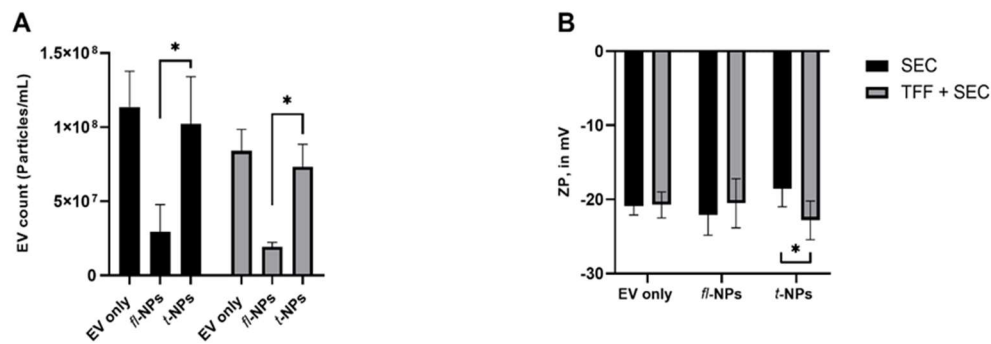 A
EV count (Particles/mL)
1.5×10⁸
1×10⁸
5×10⁷
0
*
*
EV only
fl-NPs
t-NPs
EV only
fl-NPs
t-NPs
B
ZP, in mV
0
-10
-20
-30
*
EV only
fl-NPs
t-NPs
SEC
TFF + SEC